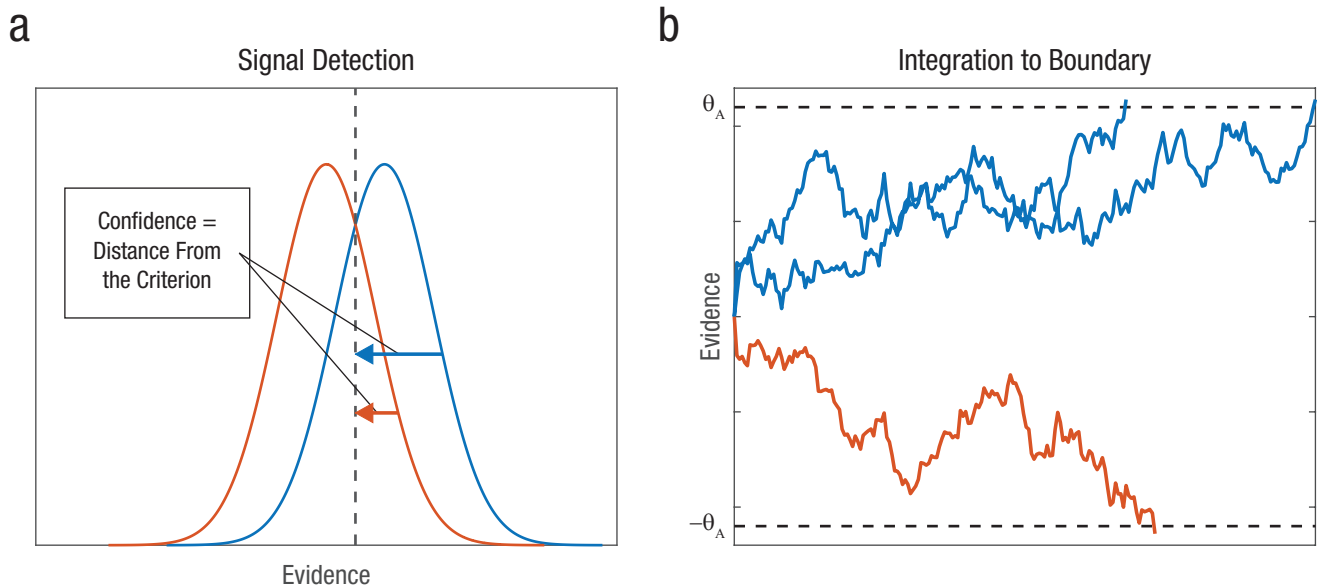 a
Signal Detection
Confidence =
Distance From
the Criterion
Evidence
b
Integration to Boundary
θA
Evidence
−θA